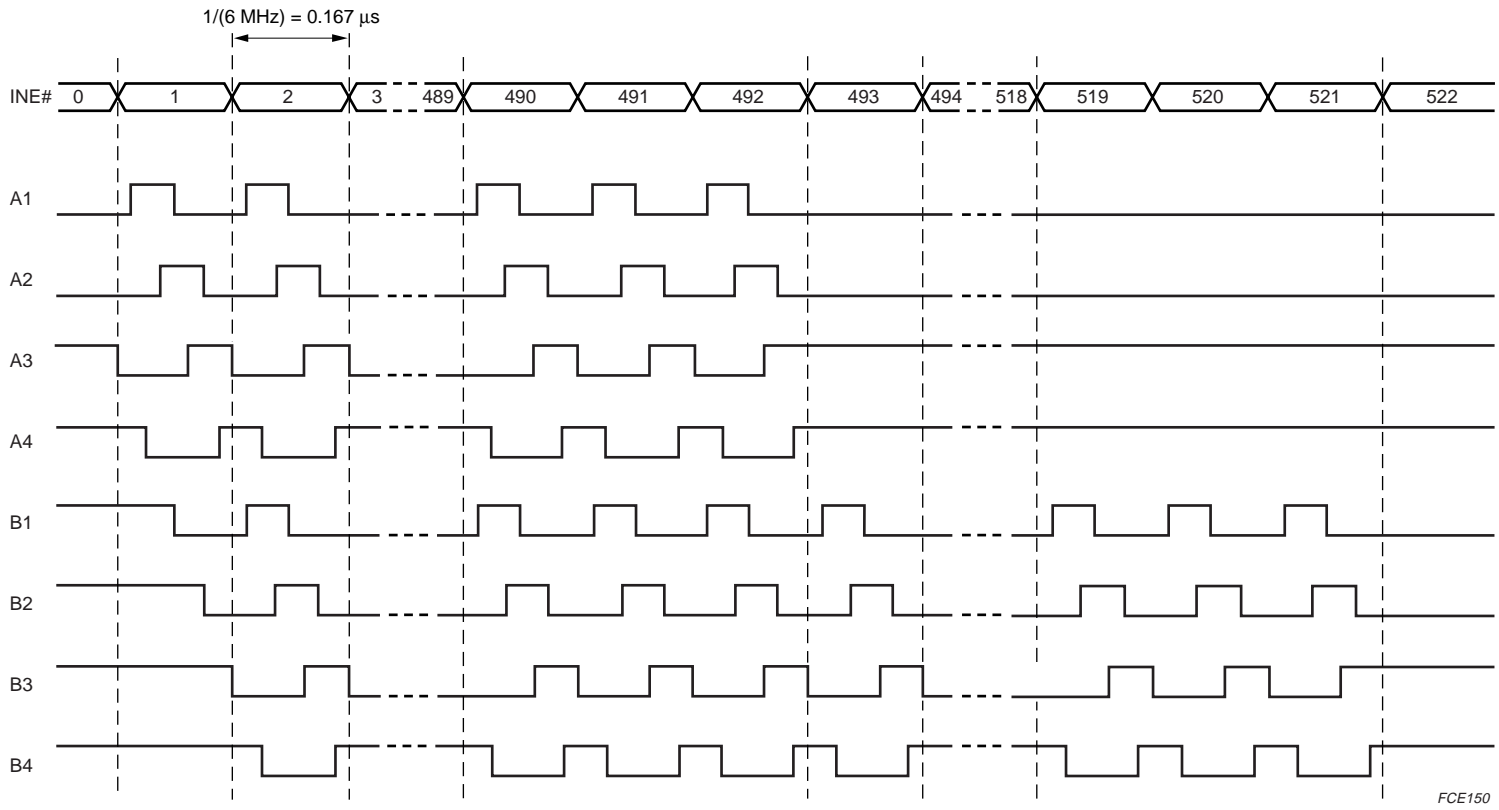 1/(6 MHz) = 0.167 μs
INE# 0 1 2 3 489 490 491 492 493 494 518 519 520 521 522
A1
A2
A3
A4
B1
B2
B3
B4
FCE150